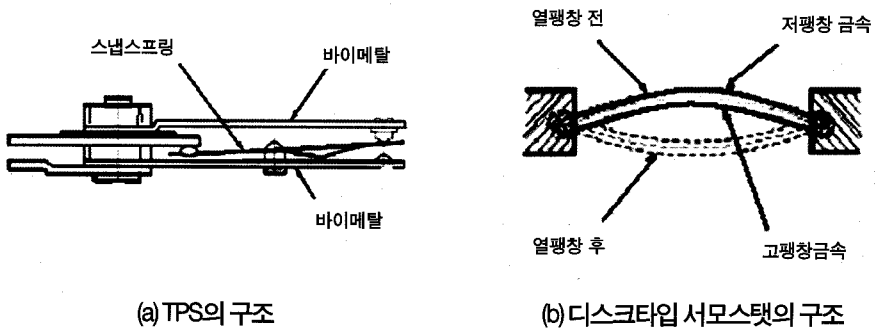 스냅스프링
바이메탈
바이메탈
(a) TPS의 구조
열팽창 전
저팽창 금속
열팽창 후
고팽창금속
(b) 디스크타입 서모스탯의 구조